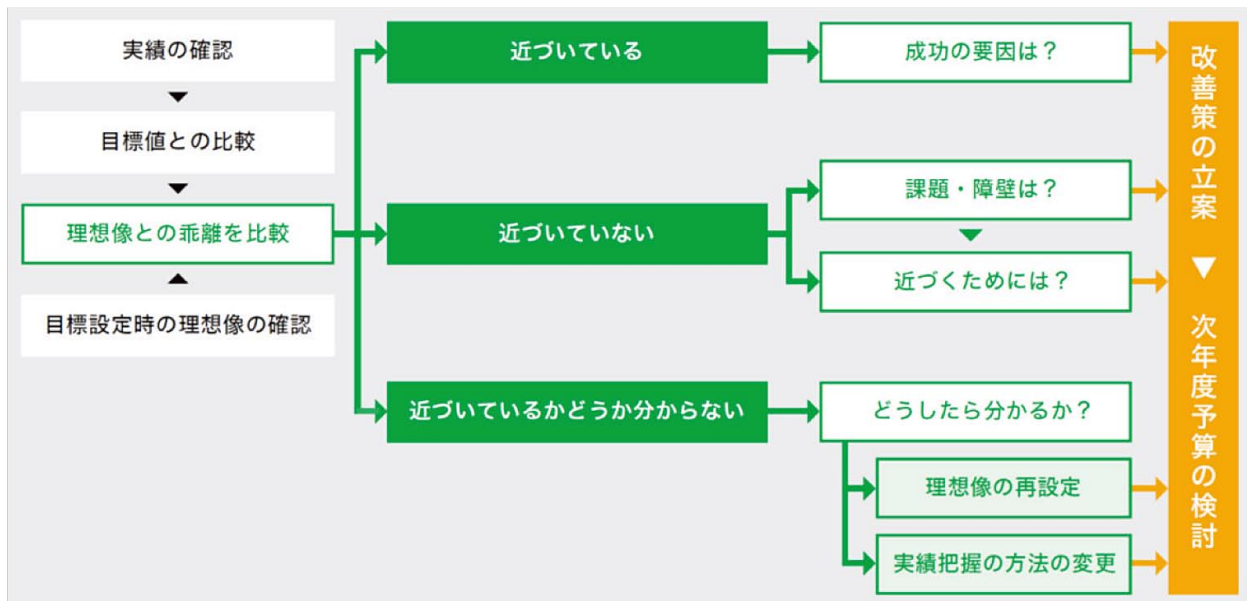 実績の確認
▼
目標値との比較
▼
理想像との乖離を比較
▲
目標設定時の理想像の確認
近づいている
成功の要因は？
近づいていない
課題・障壁は？
▼
近づくためには？
近づいているかどうか分からない
どうしたら分かるか？
理想像の再設定
実績把握の方法の変更
改善策の立案 ▼ 次年度予算の検討